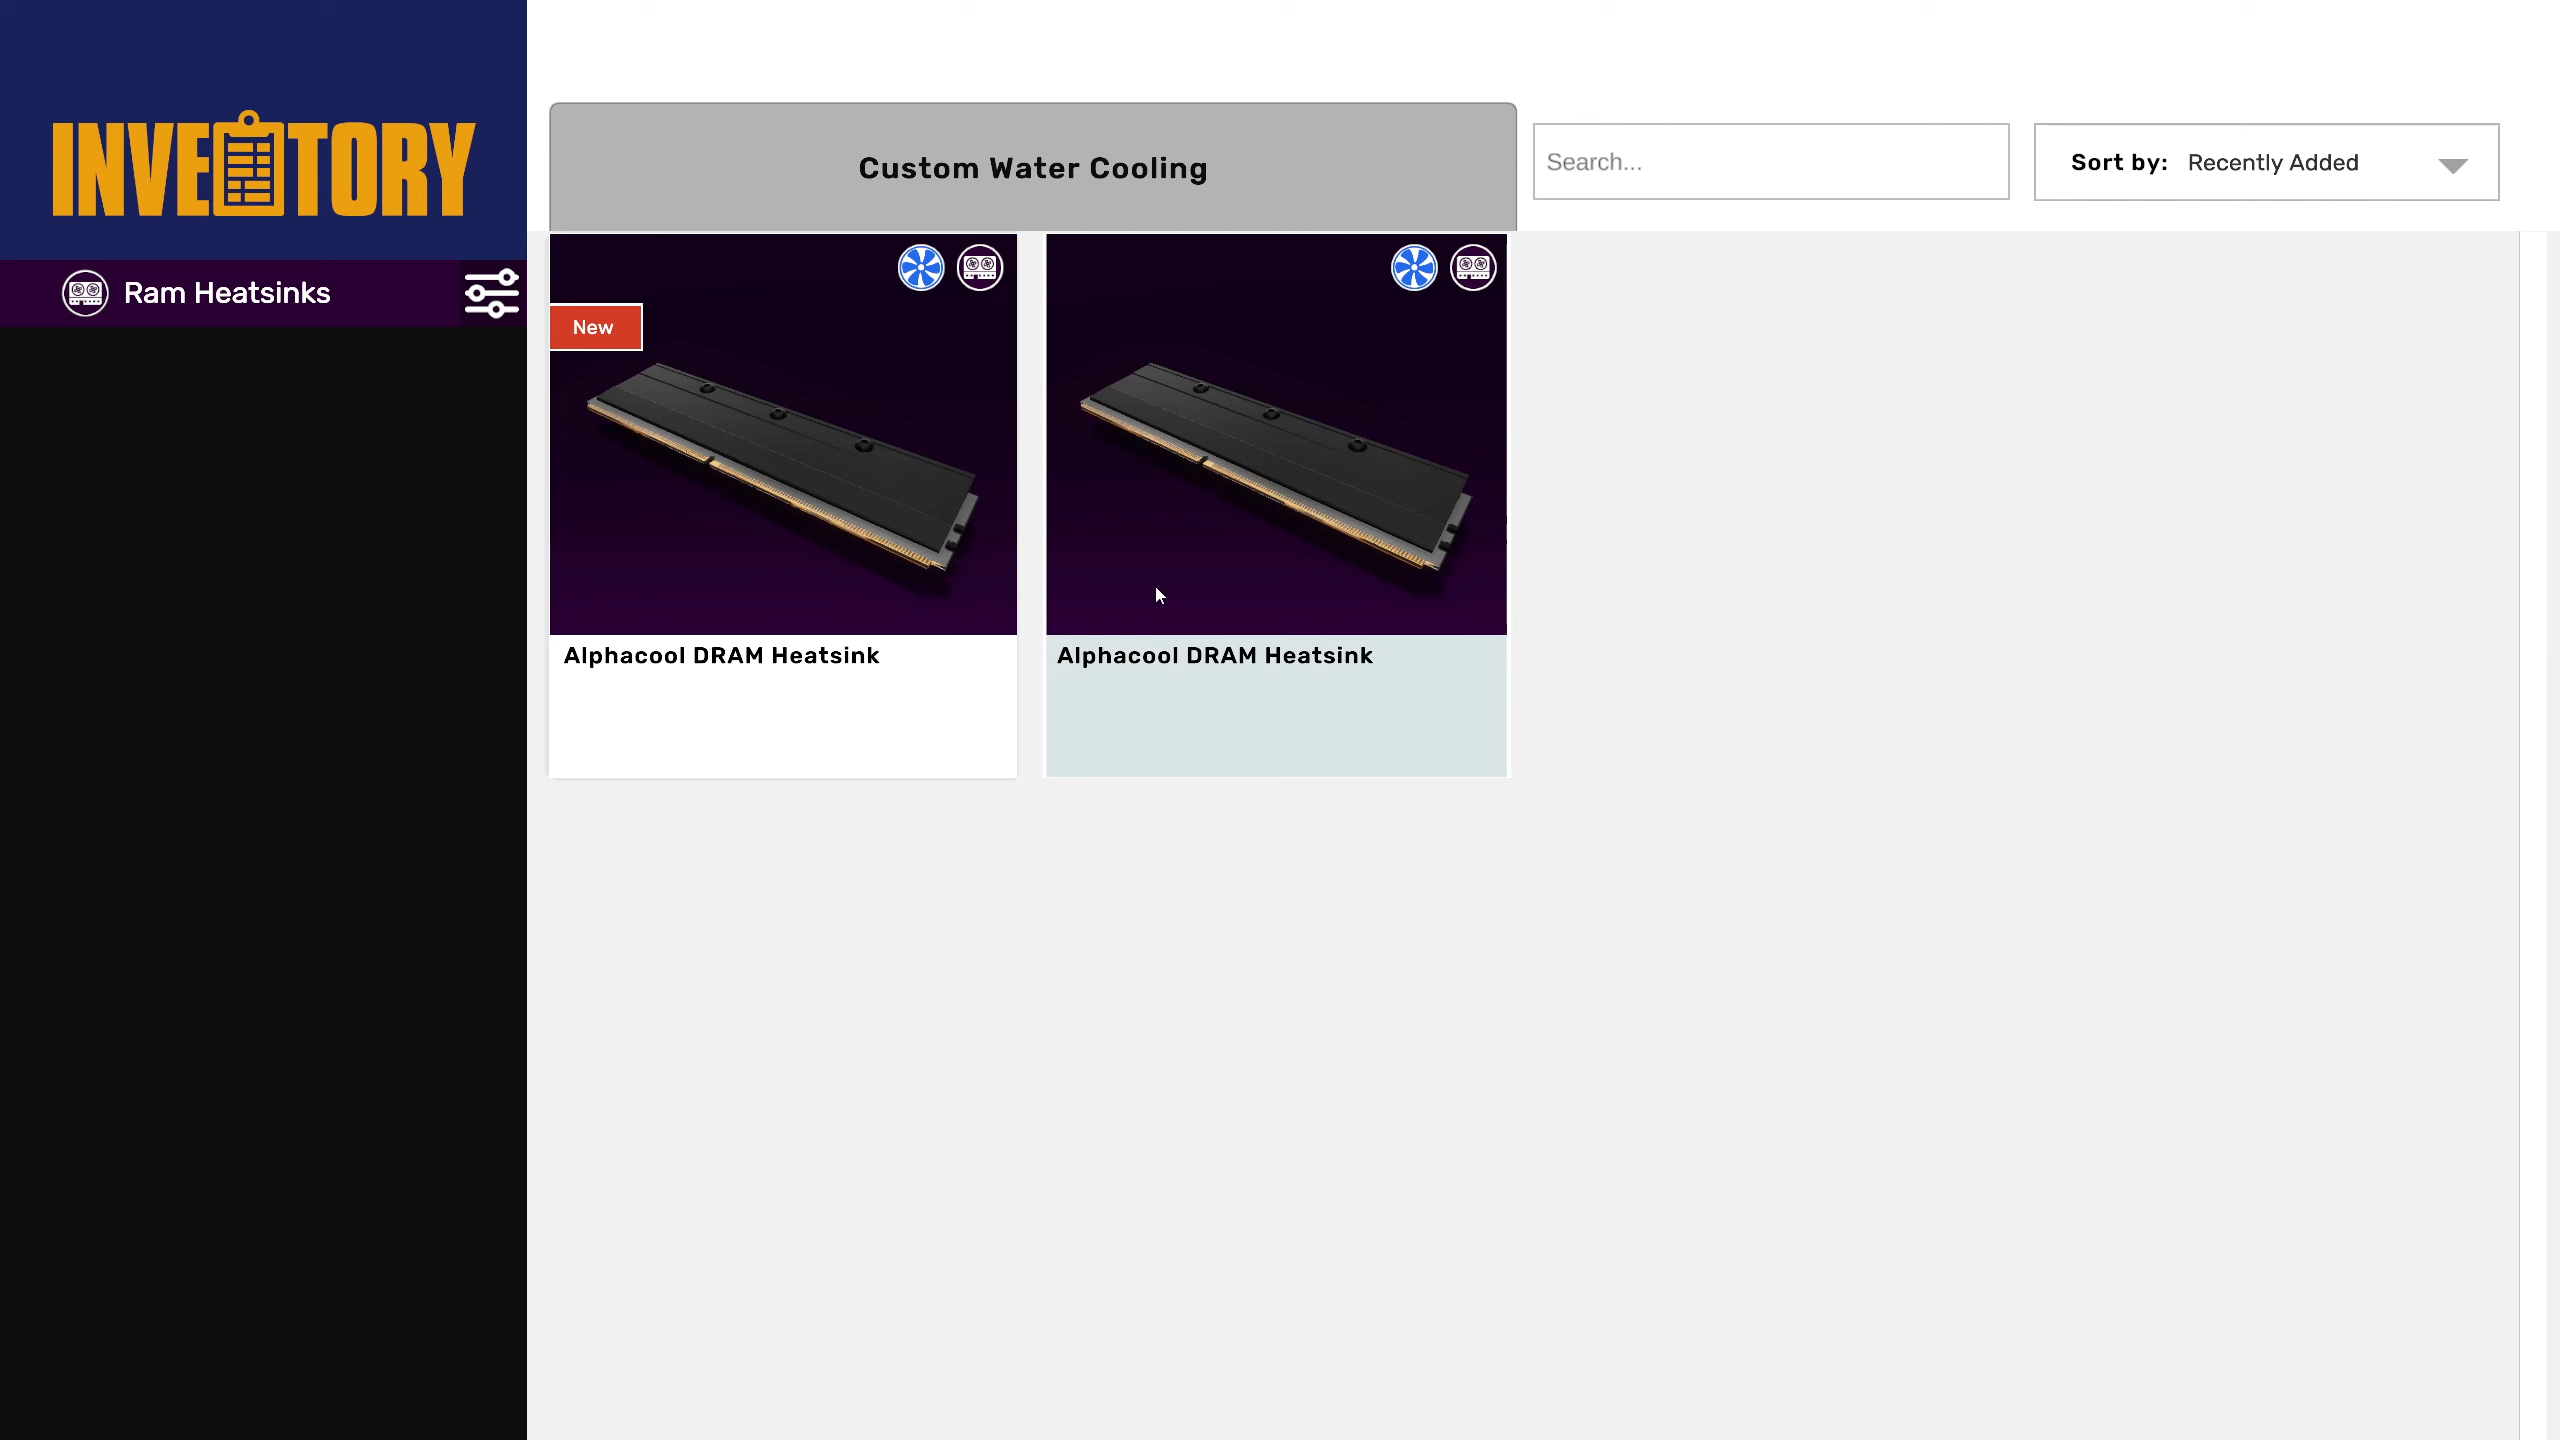 INVENTORY
Custom Water Cooling
Search...
Sort by: Recently Added
Ram Heatsinks
New
Alphacool DRAM Heatsink
Alphacool DRAM Heatsink